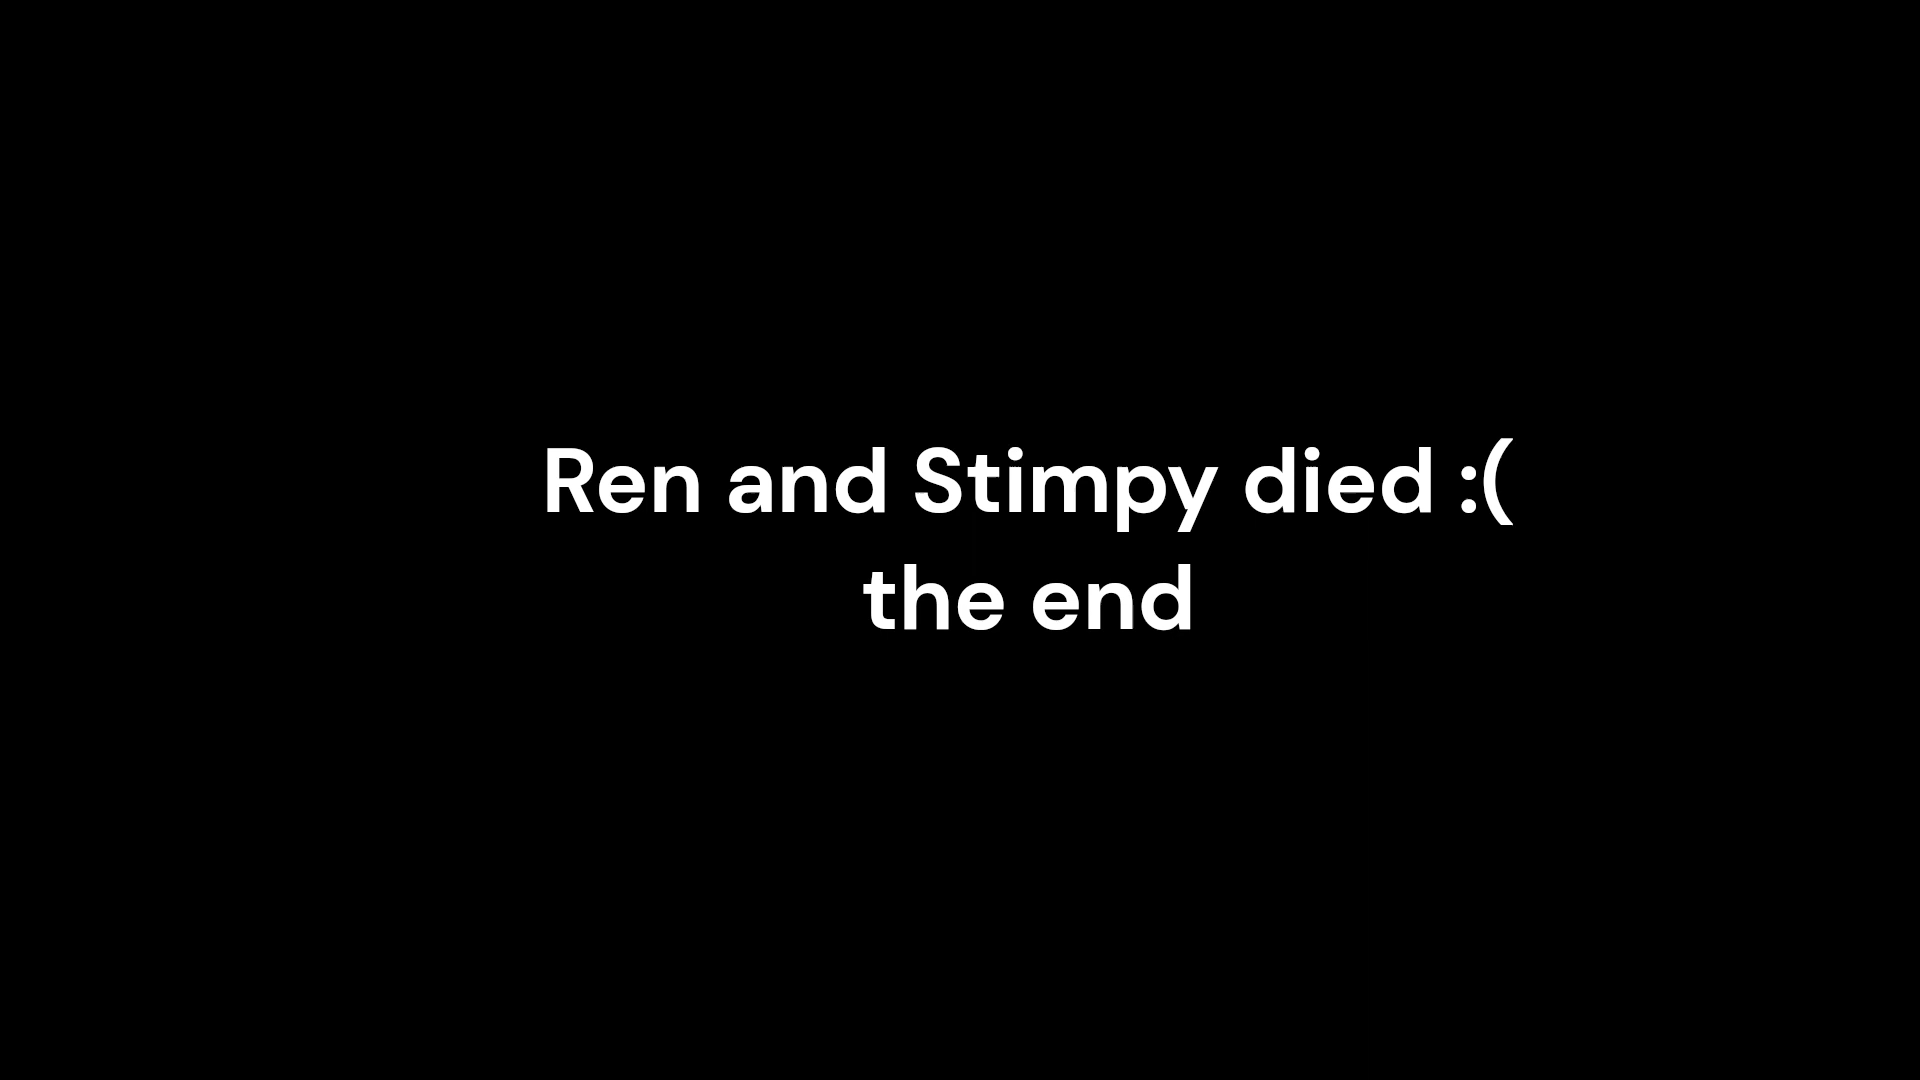 Ren and Stimpy died :(
the end